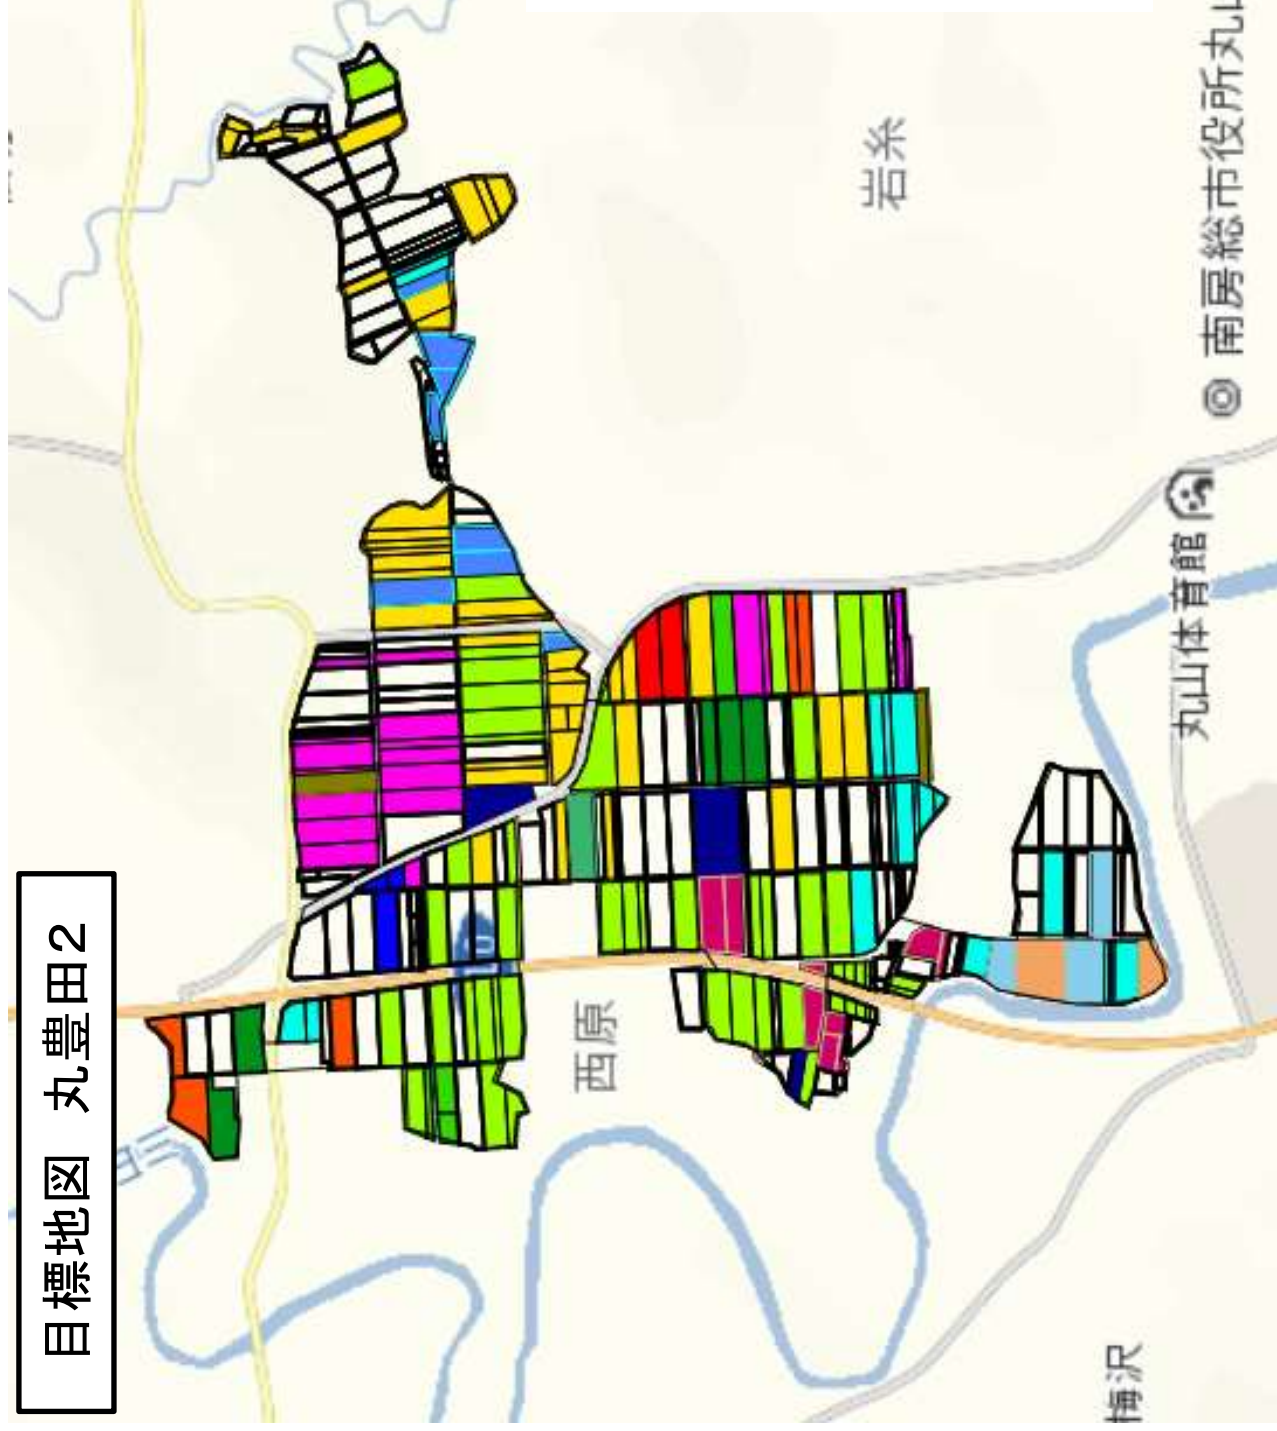 目標地図 丸豊田2
岩糸
南房総市役所丸山
丸山体育館
西原
梅沢